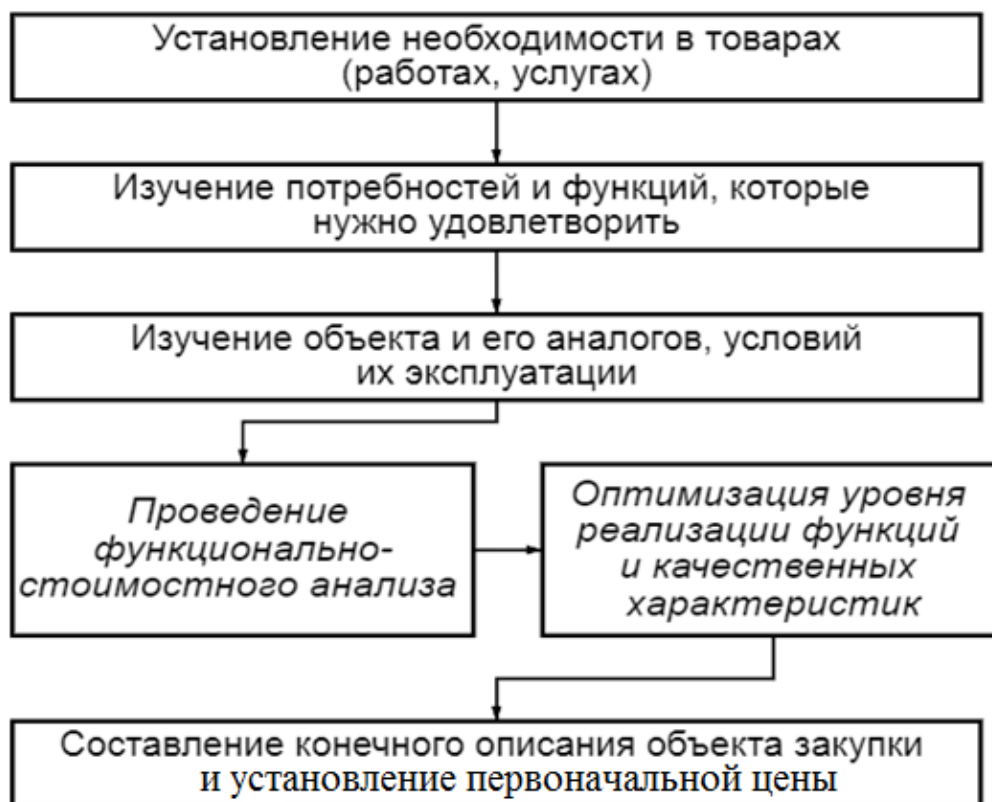 Установление необходимости в товарах
(работах, услугах)
Изучение потребностей и функций, которые
нужно удовлетворить
Изучение объекта и его аналогов, условий
их эксплуатации
Проведение
функционально-
стоимостного анализа
Оптимизация уровня
реализации функций
и качественных
характеристик
Составление конечного описания объекта закупки
и установление первоначальной цены